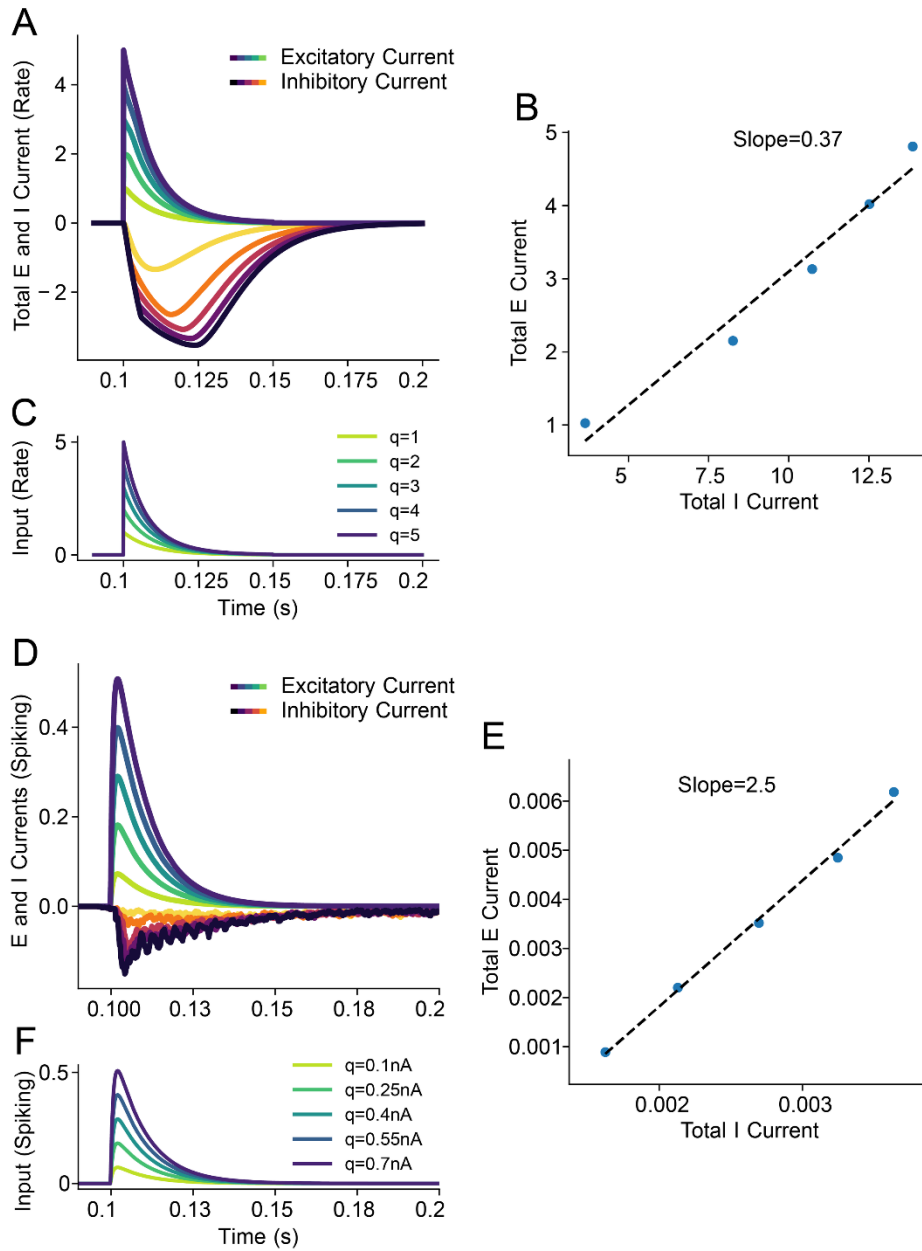 A
Total E and I Current (Rate)
Excitatory Current
Inhibitory Current
4
2
0
−2
0.1
0.125
0.15
0.175
0.2
B
Slope=0.37
Total E Current
5
4
3
2
1
5
7.5
10
12.5
Total I Current
C
Input (Rate)
5
0
q=1
q=2
q=3
q=4
q=5
0.1
0.125
0.15
0.175
0.2
Time (s)
D
E and I Currents (Spiking)
Excitatory Current
Inhibitory Current
0.4
0.2
0.0
0.100
0.13
0.15
0.18
0.2
E
Slope=2.5
Total E Current
0.006
0.005
0.004
0.003
0.002
0.001
0.002
0.003
Total I Current
F
Input (Spiking)
0.5
0
q=0.1nA
q=0.25nA
q=0.4nA
q=0.55nA
q=0.7nA
0.1
0.13
0.15
0.18
0.2
Time (s)